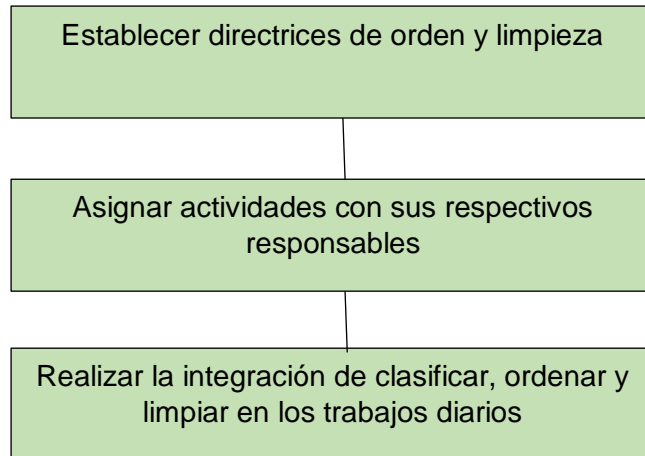 Establecer directrices de orden y limpieza
Asignar actividades con sus respectivos
responsables
Realizar la integración de clasificar, ordenar y
limpiar en los trabajos diarios